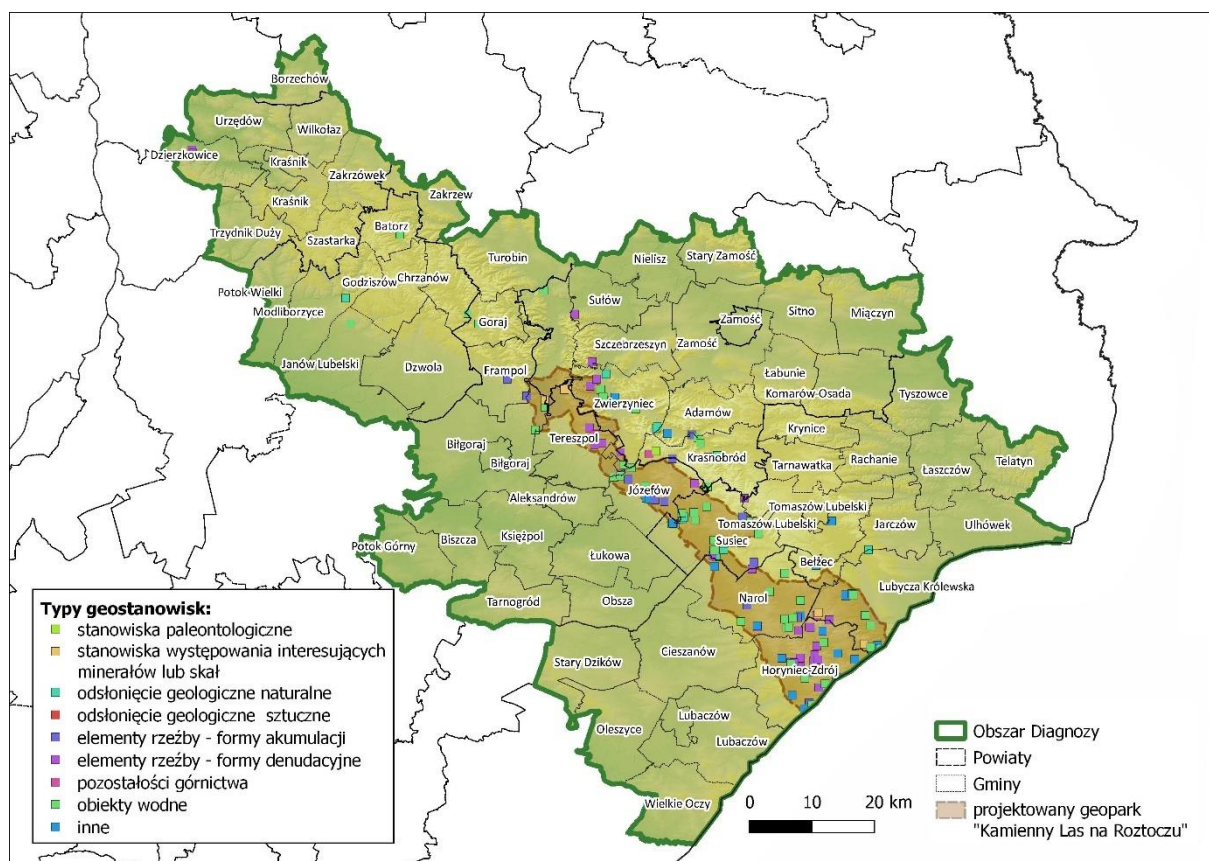 Borzechów
Urzędów
Wilkołaz
Dzierzkowice
Kraśnik
Zakrzówek
Kraśnik
Zakrzew
Trzydnik Duży
Szastarka
Batorz
Turobin
Nielisz
Stary Zamość
Potok Wielki
Godziszów
Chrzanów
Sułów
Sitno
Miączyn
Modliborzyce
Goraj
Zamość
Szczebrzeszyn
Zamość
Janów Lubelski
Dzwola
Frampol
Łabunie
Zwierzyniec
Komarów-Osada
Tyszowce
Adamów
Krynice
Biłgoraj
Tereszpol
Krasnobród
Tarnawatka
Rachanie
Łaszczów
Telatyn
Biłgoraj
Józefów
Aleksandrów
Tomaszów Lubelski
Księżpol
Tomaszów Lubelski
Jarczów
Ulhówek
Potok Górny
Biszcza
Susiec
Łukowa
Bełżec
Lubycza Królewska
Tarnogród
Obsza
Narol
Cieszanów
Stary Dzików
Horyniec-Zdrój
Oleszyce
Lubaczów
Lubaczów
Wielkie Oczy
Typy geostanowisk:
stanowiska paleontologiczne
stanowiska występowania interesujących
minerałów lub skał
odsłonięcie geologiczne naturalne
odsłonięcie geologiczne sztuczne
elementy rzeźby - formy akumulacji
elementy rzeźby - formy denudacyjne
pozostałości górnictwa
obiekty wodne
inne
0 10 20 km
Obszar Diagnozy
Powiaty
Gminy
projektowany geopark
"Kamienny Las na Roztoczu"